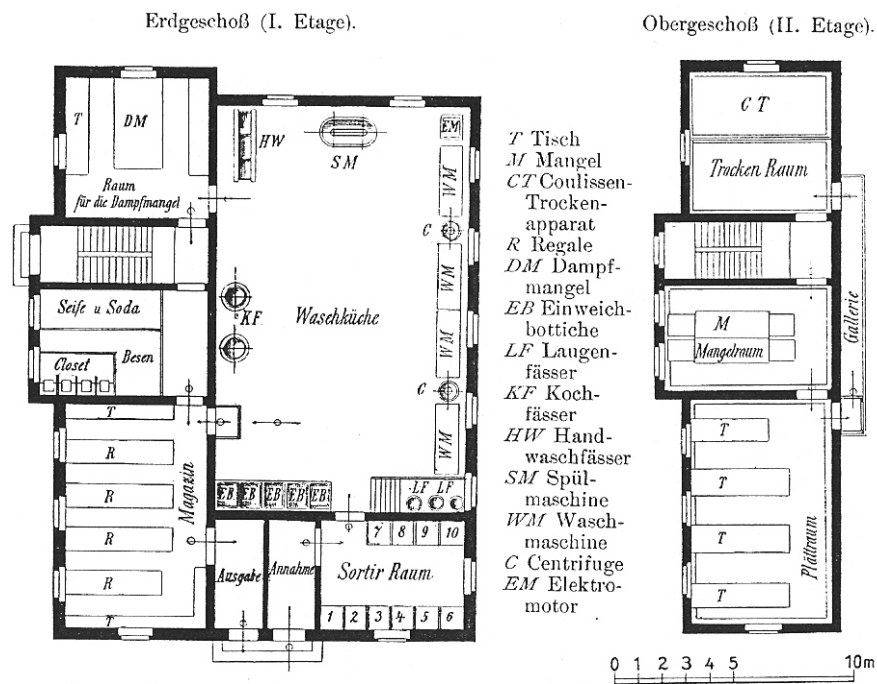 Erdgeschoß (I. Etage).
Obergeschoß (II. Etage).
T
DM
Raum
für die Dampfmangel
T
HW
SM
EM
WM
C
WM
WM
C
WM
KF
Waschküche
Seife u Soda
Closet
Besen
T
R
R
R
R
T
Magazin
EB
EB
EB
EB
EB
LF LF
Ausgabe
Annahme
Sortir Raum
7 8 9 10
1 2 3 4 5 6
T Tisch
M Mangel
CT Coulissen-
Trocken-
apparat
R Regale
DM Dampf-
mangel
EB Einweich-
bottiche
LF Laugen-
fässer
KF Koch-
fässer
HW Hand-
waschfässer
SM Spül-
maschine
WM Wasch-
maschine
C Centrifuge
EM Elektro-
motor
C T
Trocken Raum
Gallerie
M
Mangelraum
T
T
T
T
Plättraum
0 1 2 3 4 5 10m